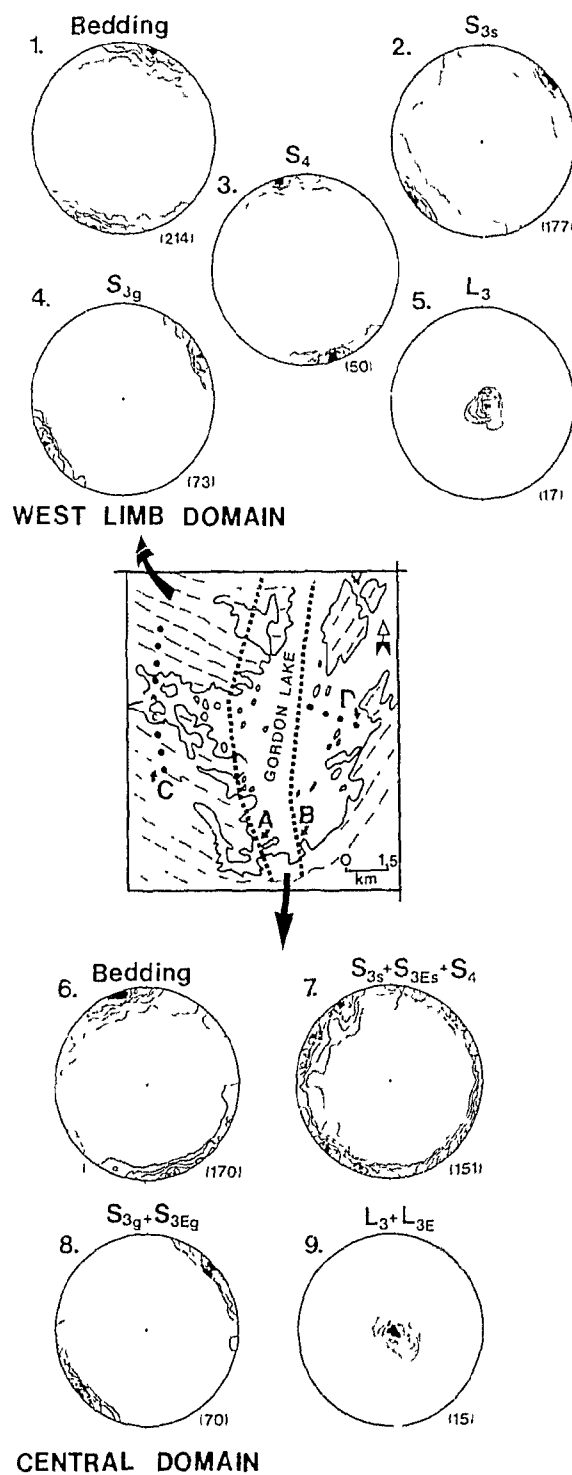 Bedding
1.
(214)
S3s
2.
(177)
S4
3.
(50)
S3g
4.
(73)
L3
5.
(17)
WEST LIMB DOMAIN
GORDON LAKE
C
A
B
0 1.5
km
Bedding
6.
(170)
S3s+S3Es+S4
7.
(151)
S3g+S3Eg
8.
(70)
L3+L3E
9.
(15)
CENTRAL DOMAIN